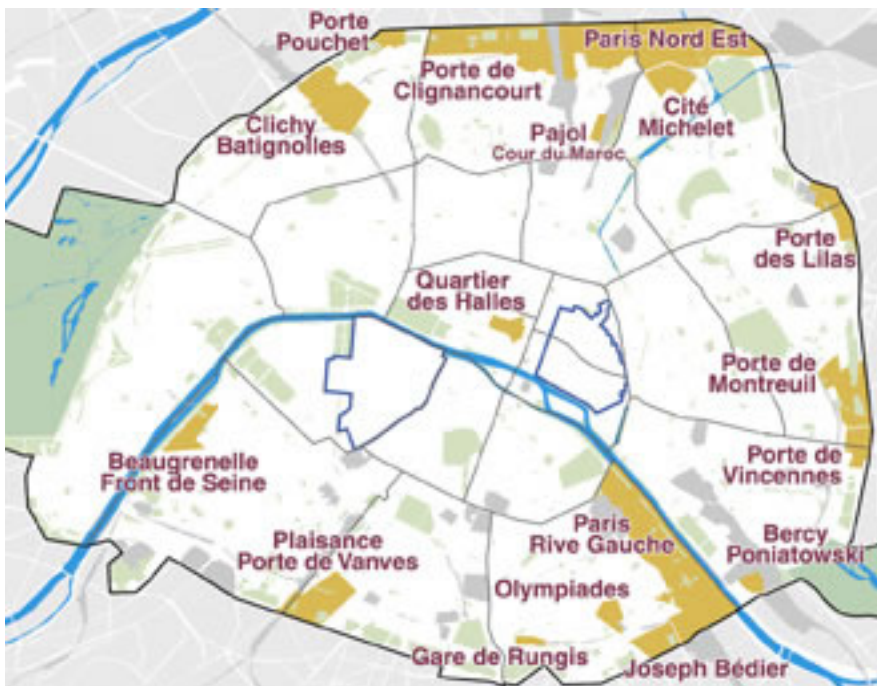 Porte
Pouchet
Paris Nord Est
Porte de
Clignancourt
Cité
Michelet
Clichy
Batignolles
Pajol
Cour du Maroc
Porte
des Lilas
Quartier
des Halles
Porte de
Montreuil
Beaugrenelle
Front de Seine
Porte de
Vincennes
Paris
Rive Gauche
Bercy
Poniatowski
Plaisance
Porte de Vanves
Olympiades
Gare de Rungis
Joseph Bédier